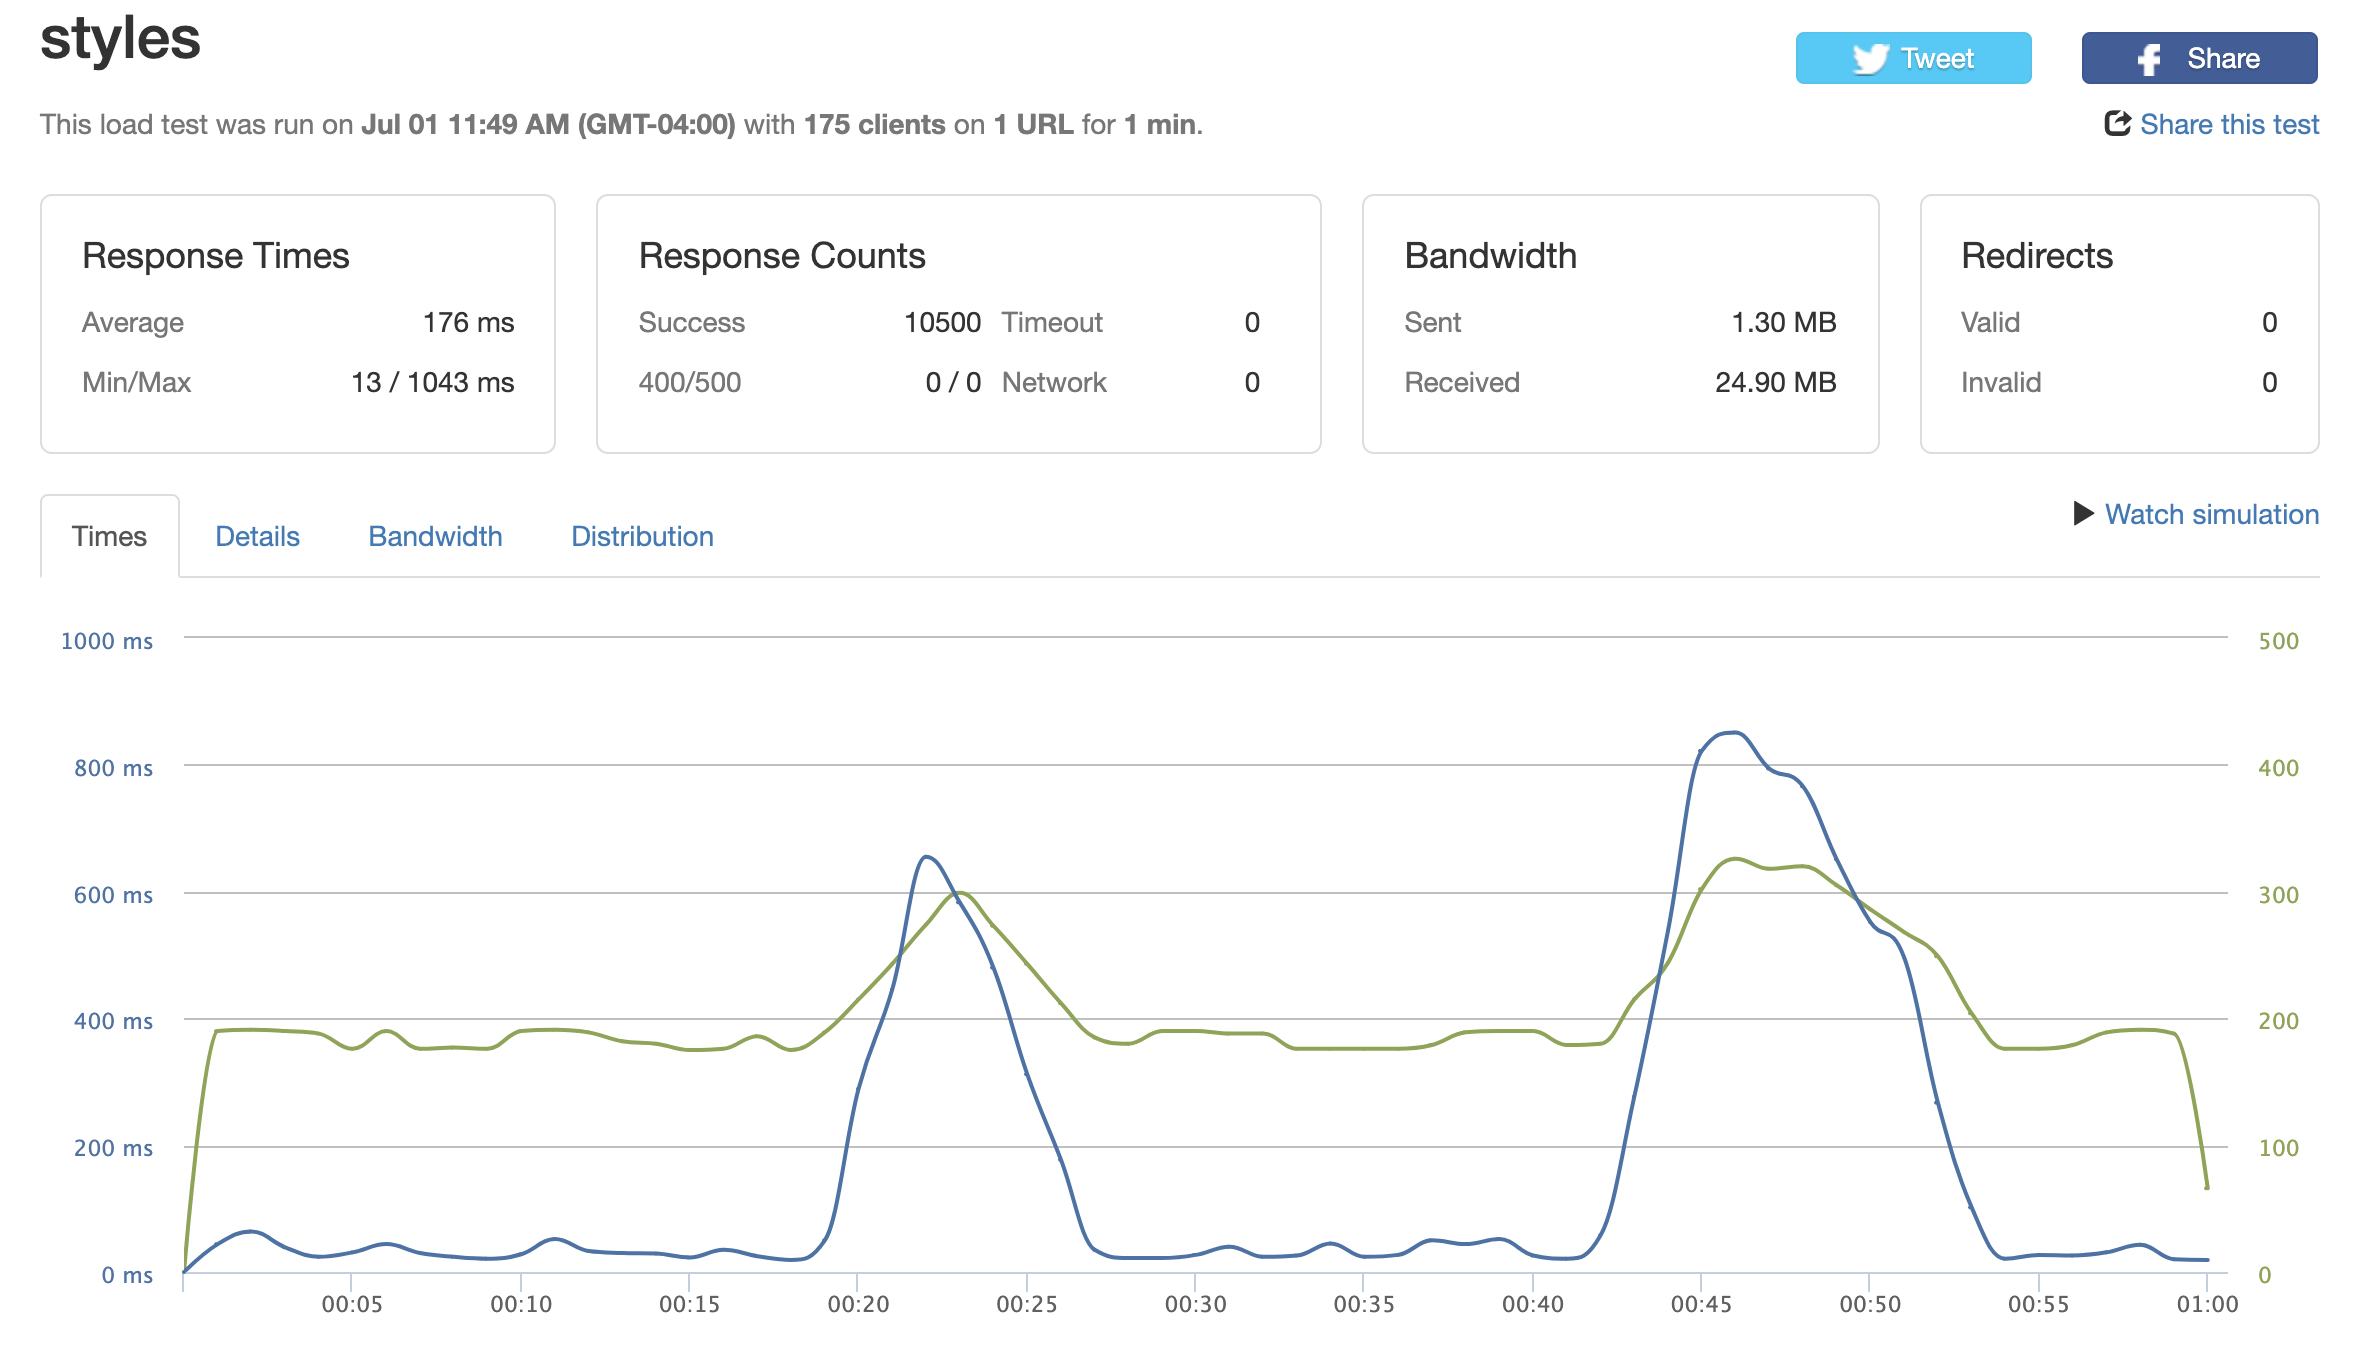 styles
Tweet
Share
This load test was run on Jul 01 11:49 AM (GMT-04:00) with 175 clients on 1 URL for 1 min.
Share this test
Response Times
Average 176 ms
Min/Max 13 / 1043 ms
Response Counts
Success 10500 Timeout 0
400/500 0 / 0 Network 0
Bandwidth
Sent 1.30 MB
Received 24.90 MB
Redirects
Valid 0
Invalid 0
Times Details Bandwidth Distribution
Watch simulation
1000 ms 500
800 ms 400
600 ms 300
400 ms 200
200 ms 100
0 ms 0
00:05 00:10 00:15 00:20 00:25 00:30 00:35 00:40 00:45 00:50 00:55 01:00